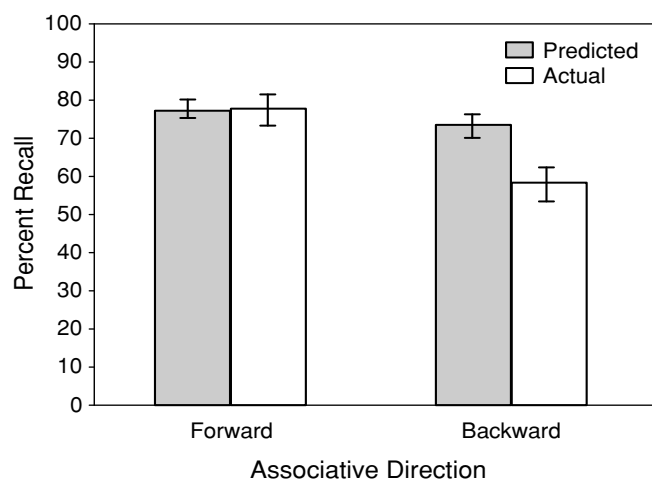 100
90
80
70
60
50
40
30
20
10
0
Percent Recall
Predicted
Actual
Forward
Backward
Associative Direction